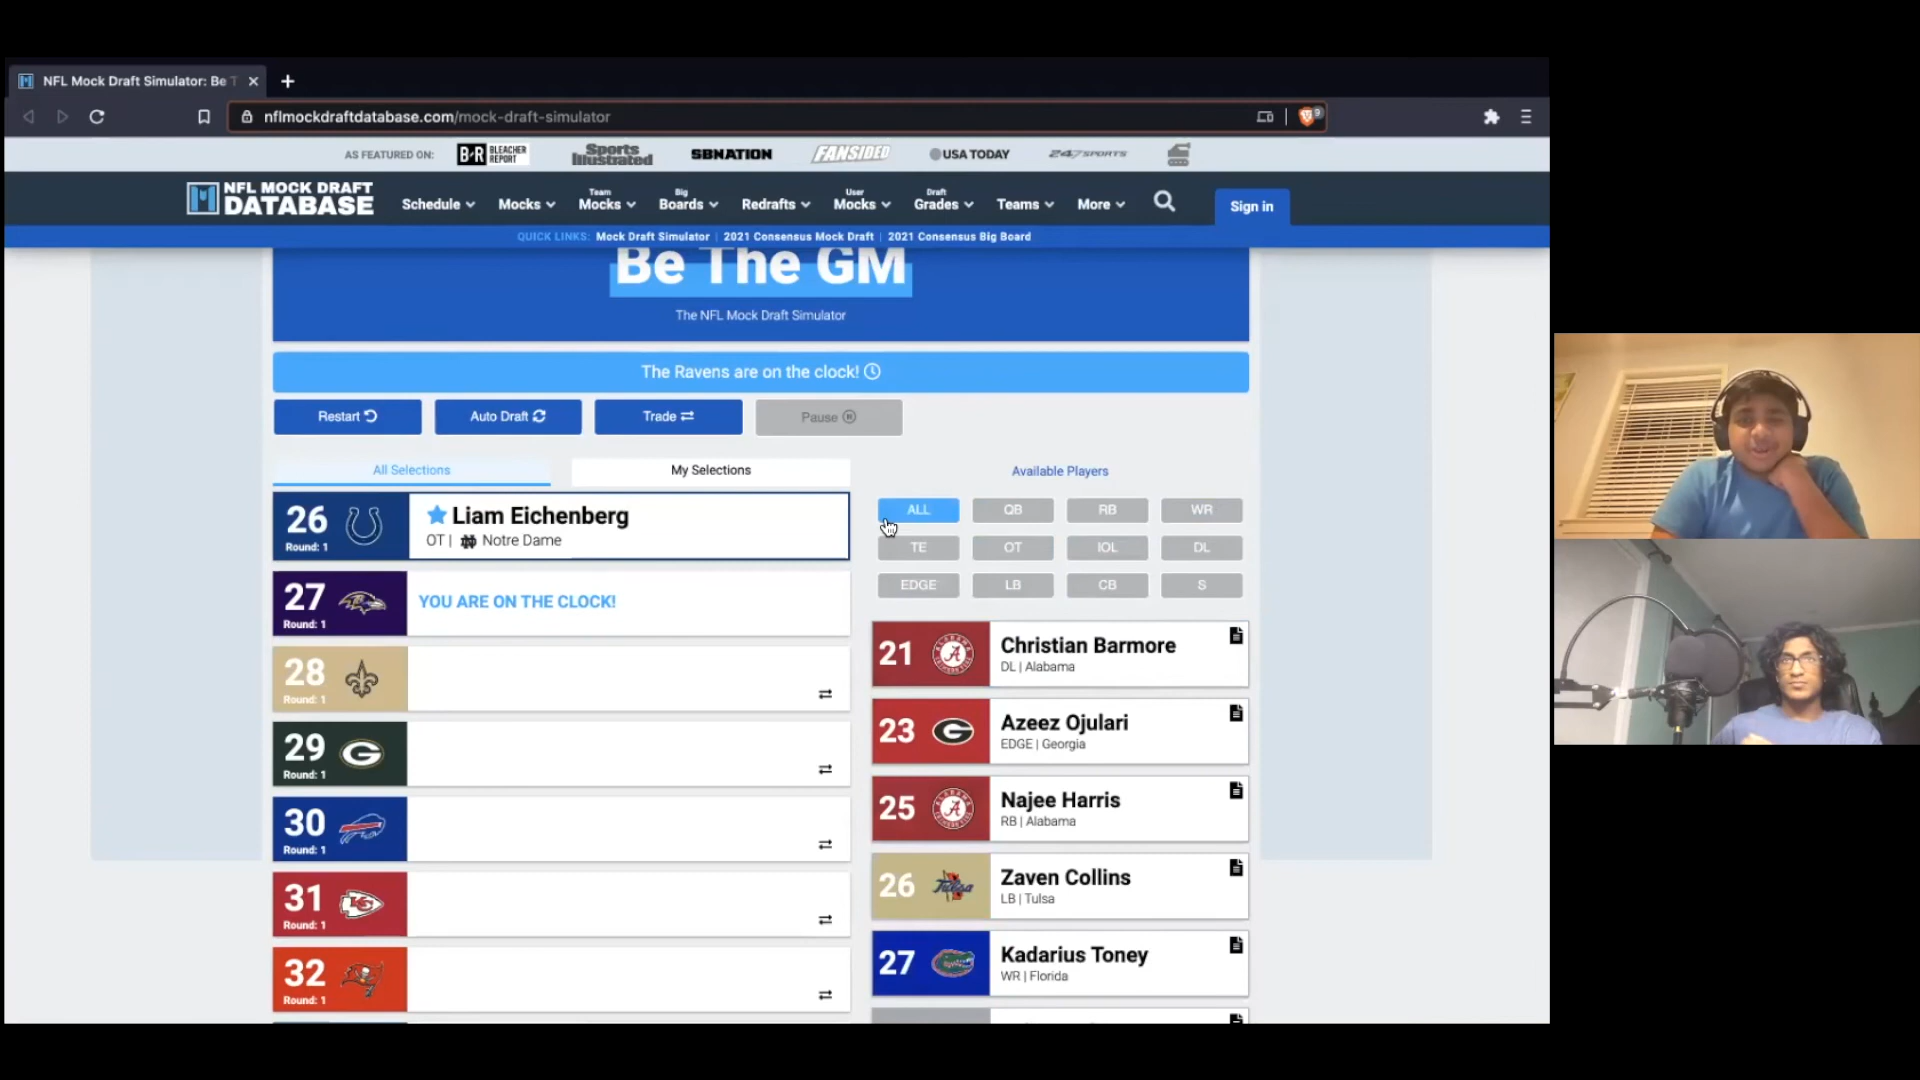 NFL Mock Draft Simulator: Be T
nflmockdraftdatabase.com/mock-draft-simulator
9
AS FEATURED ON:
B/R BLEACHER REPORT
Sports Illustrated
SBNATION
FANSIDED
USA TODAY
247SPORTS
NFL MOCK DRAFT
DATABASE
Schedule
Mocks
Team Mocks
Big Boards
Redrafts
User Mocks
Draft Grades
Teams
More
Sign in
QUICK LINKS: Mock Draft Simulator | 2021 Consensus Mock Draft | 2021 Consensus Big Board
Be The GM
The NFL Mock Draft Simulator
The Ravens are on the clock!
Restart
Auto Draft
Trade
Pause
All Selections
My Selections
26
Round: 1
Liam Eichenberg
OT | ND Notre Dame
27
Round: 1
YOU ARE ON THE CLOCK!
28
Round: 1
29
Round: 1
G
30
Round: 1
31
Round: 1
KC
32
Round: 1
Available Players
ALL QB RB WR
TE OT IOL DL
EDGE LB CB S
21
A
Christian Barmore
DL | Alabama
23
G
Azeez Ojulari
EDGE | Georgia
25
A
Najee Harris
RB | Alabama
26
Tulsa
Zaven Collins
LB | Tulsa
27
Kadarius Toney
WR | Florida